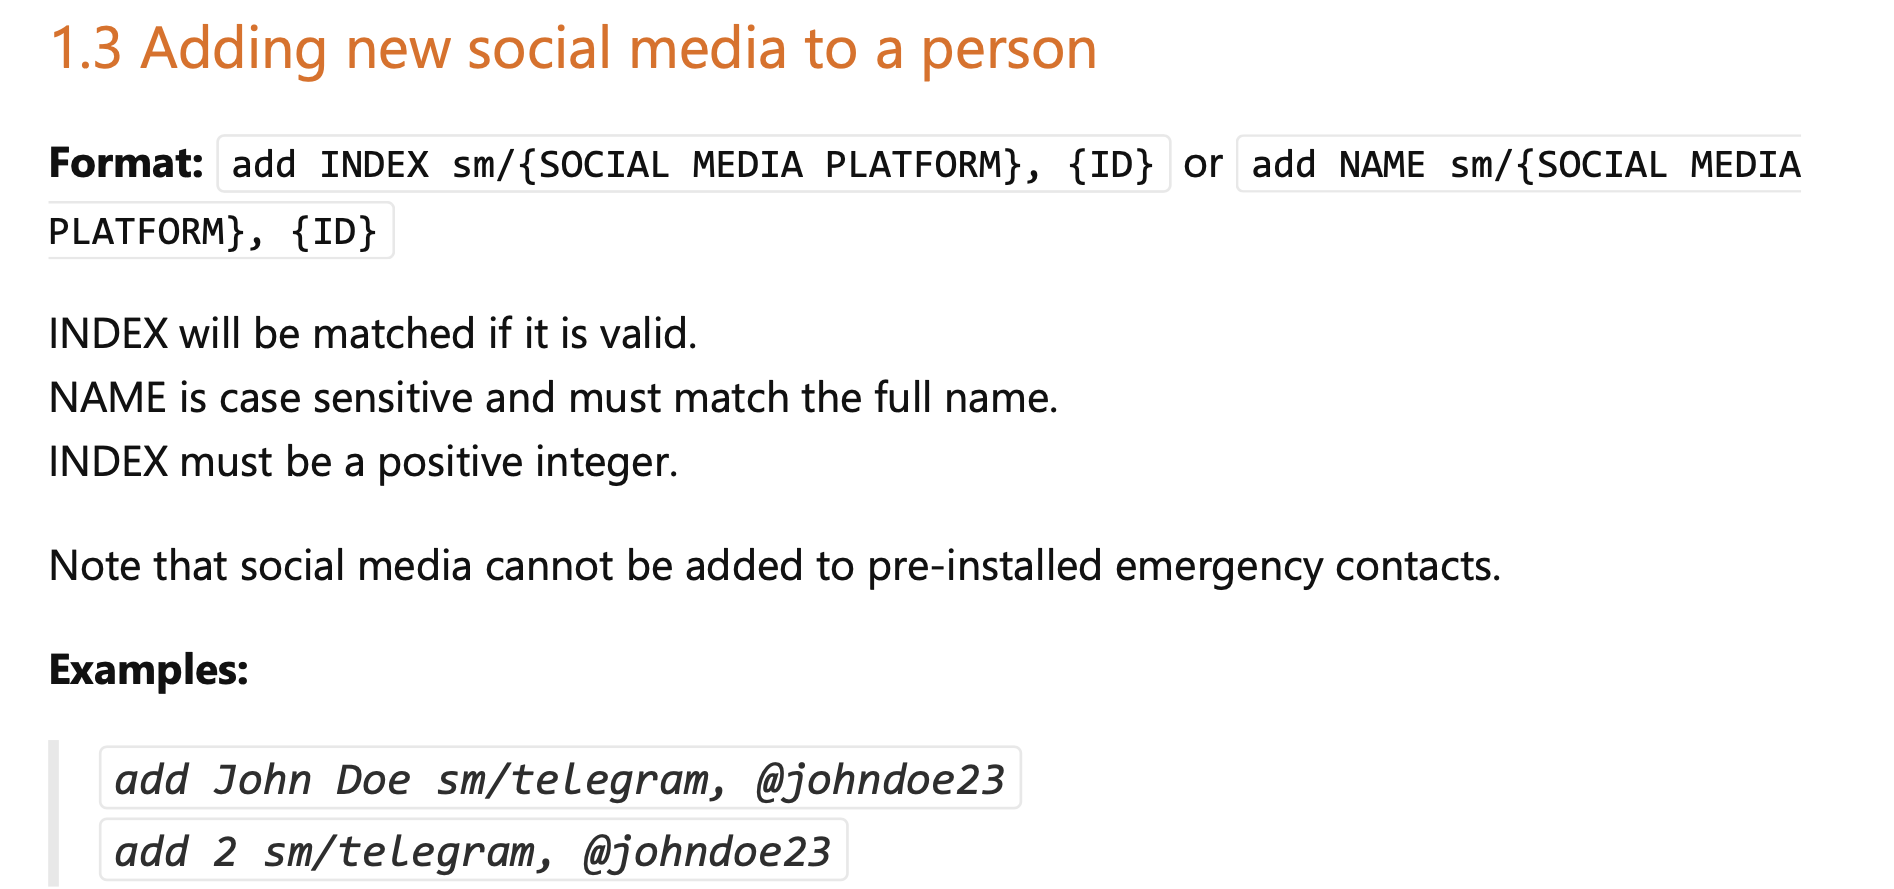 1.3 Adding new social media to a person
Format: add INDEX sm/{SOCIAL MEDIA PLATFORM}, {ID} or add NAME sm/{SOCIAL MEDIA
PLATFORM}, {ID}
INDEX will be matched if it is valid.
NAME is case sensitive and must match the full name.
INDEX must be a positive integer.
Note that social media cannot be added to pre-installed emergency contacts.
Examples:
add John Doe sm/telegram, @johndoe23
add 2 sm/telegram, @johndoe23